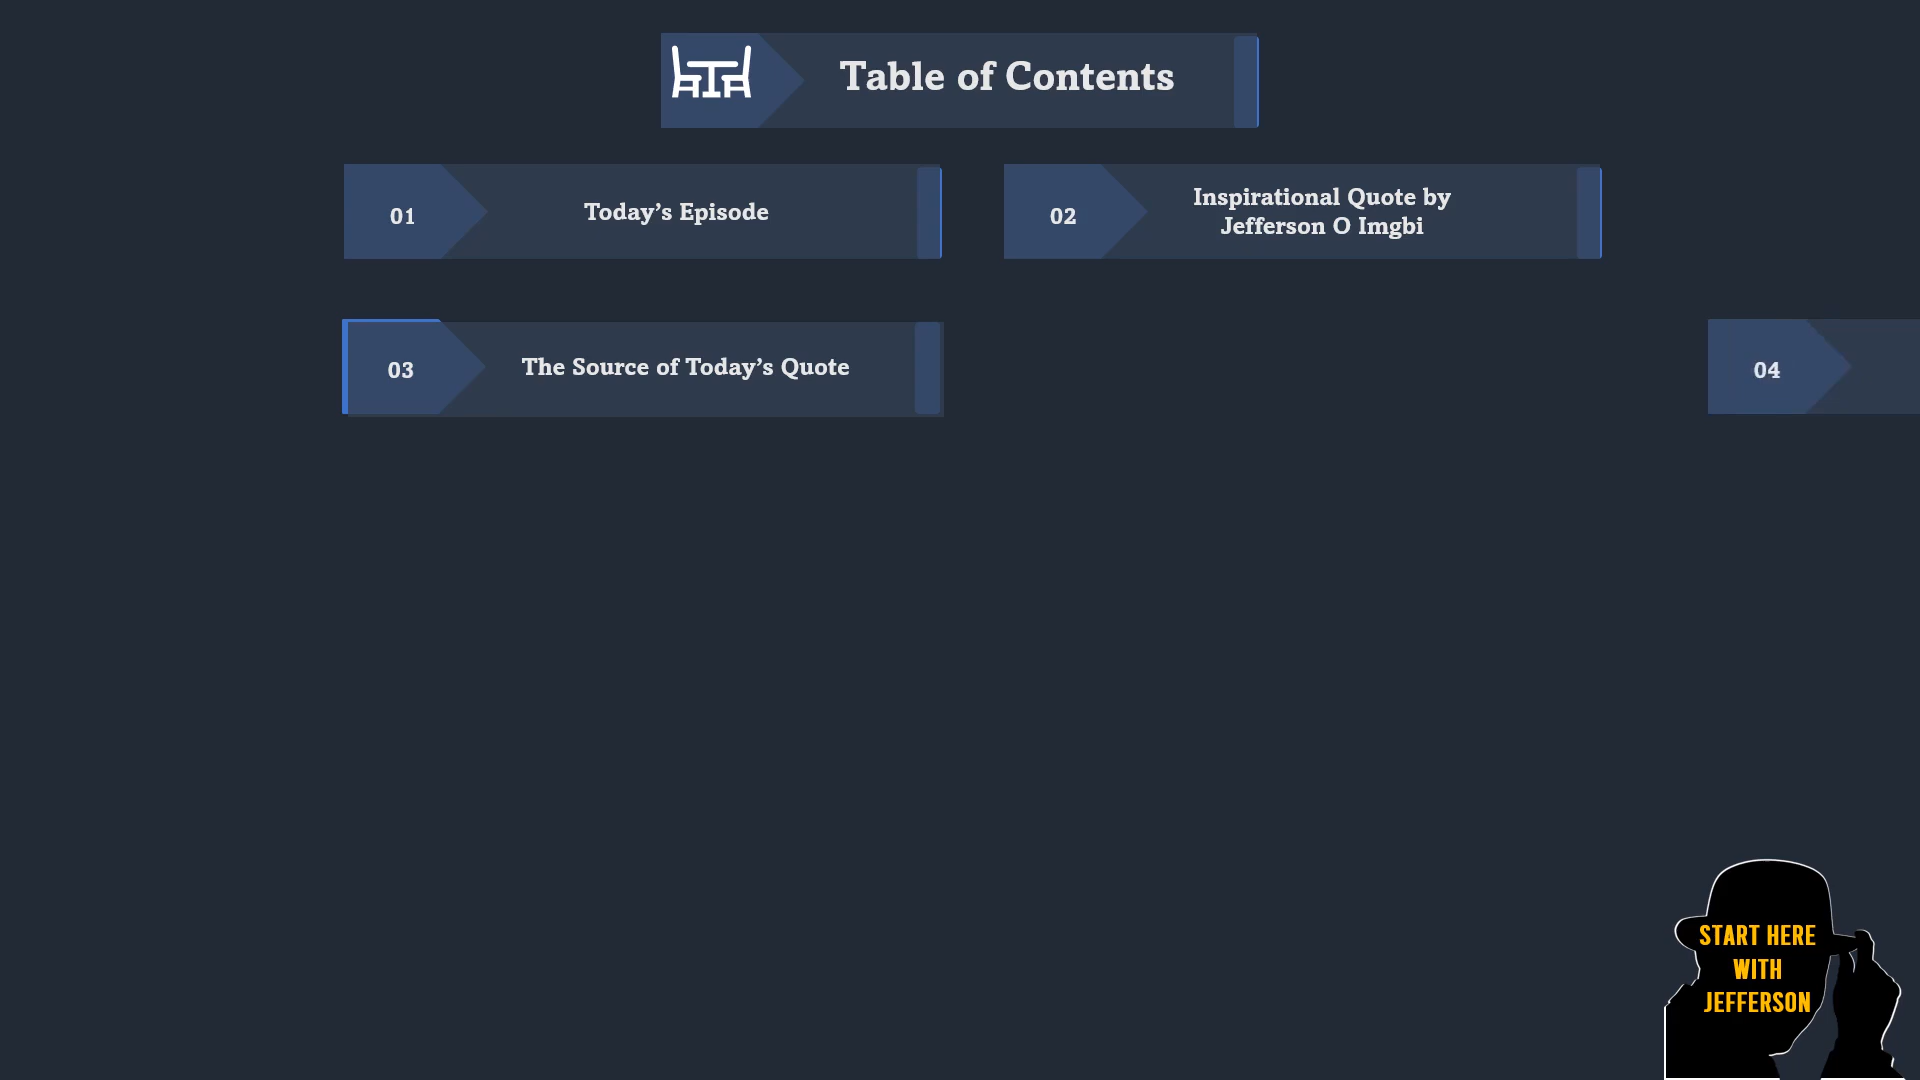 Table of Contents
01
Today’s Episode
02
Inspirational Quote by
Jefferson O Imgbi
03
The Source of Today’s Quote
04
START HERE
WITH
JEFFERSON